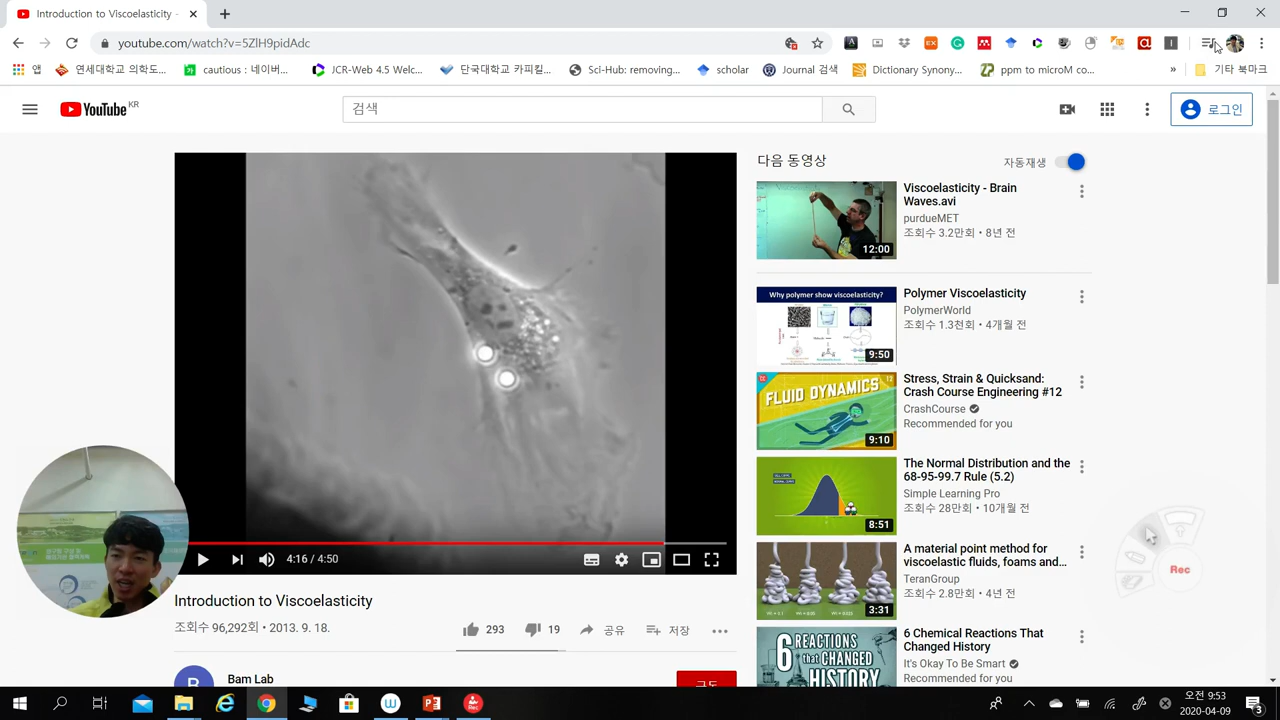 Introduction to Viscoelasticity -
youtube.com/watch?v=5ZlH9pidAdc
앱
연세대학교 의학도...
cautious : 네이버...
JCR-Web 4.5 Welc...
단국대학교 카피킬...
Sci-Hub: removing...
scholar
Journal 검색
Dictionary Synony...
ppm to microM co...
»
기타 북마크
YouTube KR
검색
로그인
다음 동영상
자동재생
Viscoelasticity - Brain
Waves.avi
purdueMET
조회수 3.2만회 • 8년 전
12:00
Why polymer show viscoelasticity?
Polymer Viscoelasticity
PolymerWorld
조회수 1.3천회 • 4개월 전
9:50
FLUID DYNAMICS
12
CC
Stress, Strain & Quicksand:
Crash Course Engineering #12
CrashCourse
Recommended for you
9:10
The Normal Distribution and the
68-95-99.7 Rule (5.2)
Simple Learning Pro
조회수 28만회 • 10개월 전
8:51
A material point method for
viscoelastic fluids, foams and...
TeranGroup
조회수 2.8만회 • 4년 전
3:31
6 REACTIONS
that CHANGED
HISTORY
6 Chemical Reactions That
Changed History
It's Okay To Be Smart
Recommended for you
Rec
4:16 / 4:50
Introduction to Viscoelasticity
조회수 96,292회 • 2013. 9. 18.
293
19
공유
저장
B
Bam Lab
구독
오전 9:53
2020-04-09
3